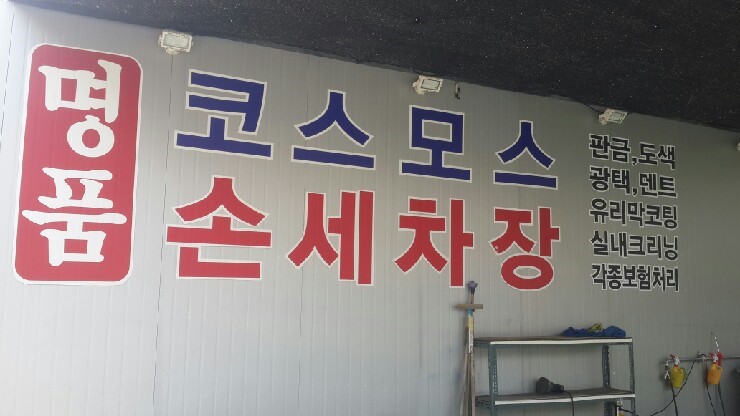 명품
코스모스
손세차장
판금,도색
광택,덴트
유리막코팅
실내크리닝
각종보험처리